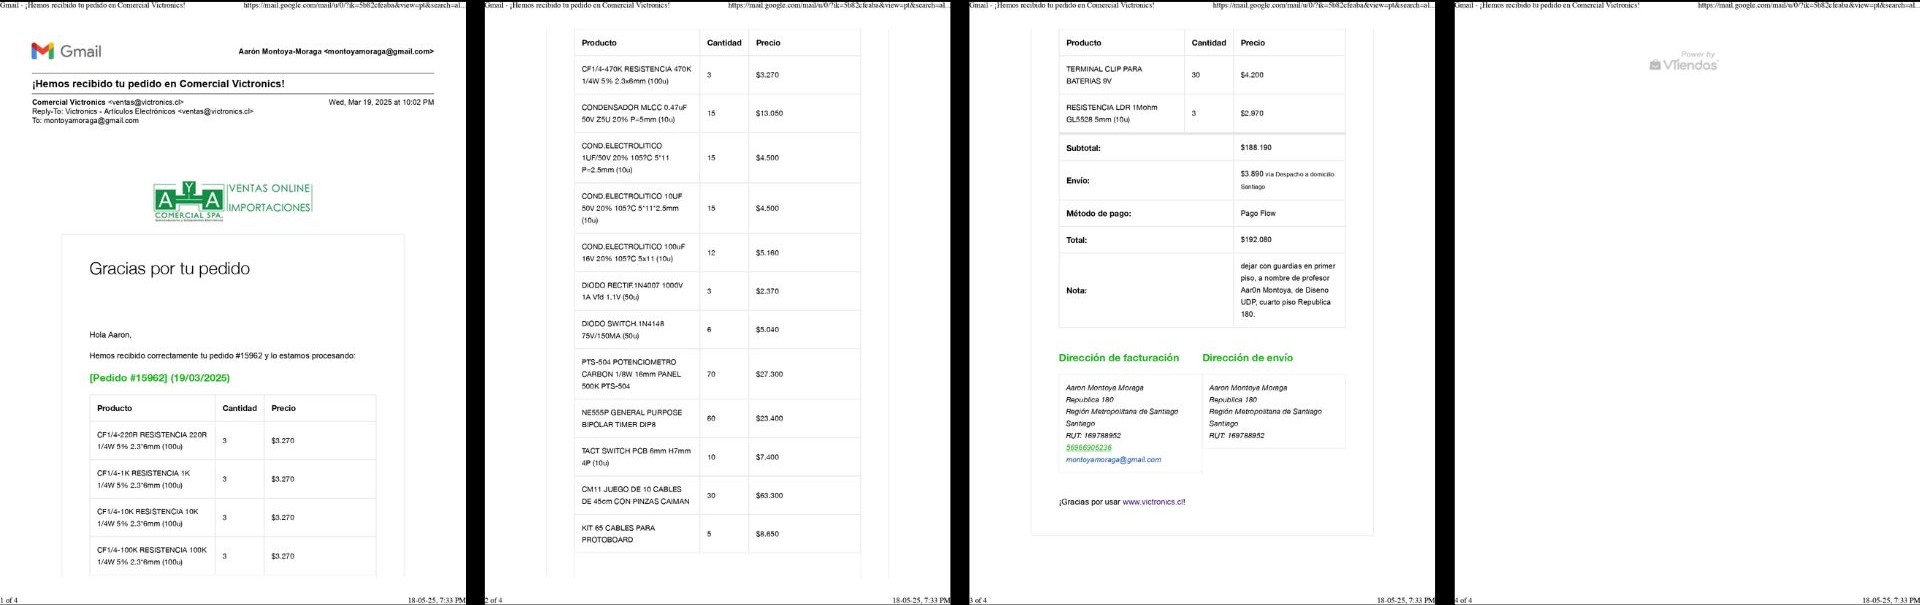 Gmail - ¡Hemos recibido tu pedido en Comercial Victronics!
https://mail.google.com/mail/u/0/?ik=5b82cfeaba&view=pt&search=al...
Gmail
Aarón Montoya-Moraga <montoyamoraga@gmail.com>
¡Hemos recibido tu pedido en Comercial Victronics!
Comercial Victronics <ventas@victronics.cl>
Wed, Mar 19, 2025 at 10:02 PM
Reply-To: Victronics - Artículos Electrónicos <ventas@victronics.cl>
To: montoyamoraga@gmail.com
AYA
COMERCIAL SPA.
VENTAS ONLINE
IMPORTACIONES
Gracias por tu pedido
Hola Aaron,
Hemos recibido correctamente tu pedido #15962 y lo estamos procesando:
[Pedido #15962] (19/03/2025)
Producto Cantidad Precio
CF1/4-220R RESISTENCIA 220R
1/4W 5% 2.3*6mm (100u)
3 $3.270
CF1/4-1K RESISTENCIA 1K
1/4W 5% 2.3*6mm (100u)
3 $3.270
CF1/4-10K RESISTENCIA 10K
1/4W 5% 2.3*6mm (100u)
3 $3.270
CF1/4-100K RESISTENCIA 100K
1/4W 5% 2.3*6mm (100u)
3 $3.270
1 of 4
18-05-25, 7:33 PM
Gmail - ¡Hemos recibido tu pedido en Comercial Victronics!
https://mail.google.com/mail/u/0/?ik=5b82cfeaba&view=pt&search=al...
Producto Cantidad Precio
CF1/4-470K RESISTENCIA 470K
1/4W 5% 2.3x6mm (100u)
3 $3.270
CONDENSADOR MLCC 0.47uF
50V Z5U 20% P=5mm (10u)
15 $13.050
COND.ELECTROLITICO
1UF/50V 20% 105?C 5*11
P=2.5mm (10u)
15 $4.500
COND.ELECTROLITICO 10UF
50V 20% 105?C 5*11*2.5mm
(10u)
15 $4.500
COND.ELECTROLITICO 100uF
16V 20% 105?C 5x11 (10u)
12 $5.160
DIODO RECTIF.1N4007 1000V
1A Vfd 1.1V (50u)
3 $2.370
DIODO SWITCH.1N4148
75V/150MA (50u)
6 $5.040
PTS-504 POTENCIOMETRO
CARBON 1/8W 16mm PANEL
500K PTS-504
70 $27.300
NE555P GENERAL PURPOSE
BIPOLAR TIMER DIP8
60 $23.400
TACT SWITCH PCB 6mm H7mm
4P (10u)
10 $7.400
CM11 JUEGO DE 10 CABLES
DE 45cm CON PINZAS CAIMAN
30 $63.300
KIT 65 CABLES PARA
PROTOBOARD
5 $8.650
2 of 4
18-05-25, 7:33 PM
Gmail - ¡Hemos recibido tu pedido en Comercial Victronics!
https://mail.google.com/mail/u/0/?ik=5b82cfeaba&view=pt&search=al...
Producto Cantidad Precio
TERMINAL CLIP PARA
BATERIAS 9V
30 $4.200
RESISTENCIA LDR 1Mohm
GL5528 5mm (10u)
3 $2.970
Subtotal: $188.190
Envío: $3.890 vía Despacho a domicilio
Santiago
Método de pago: Pago Flow
Total: $192.080
Nota:
dejar con guardias en primer
piso, a nombre de profesor
Aar0n Montoya, de Diseno
UDP, cuarto piso Republica
180.
Dirección de facturación
Aaron Montoya Moraga
Republica 180
Región Metropolitana de Santiago
Santiago
RUT: 169788952
56986906236
montoyamoraga@gmail.com
Dirección de envío
Aaron Montoya Moraga
Republica 180
Región Metropolitana de Santiago
Santiago
RUT: 169788952
¡Gracias por usar www.victronics.cl!
3 of 4
18-05-25, 7:33 PM
Gmail - ¡Hemos recibido tu pedido en Comercial Victronics!
https://mail.google.com/mail/u/0/?ik=5b82cfeaba&view=pt&search=al...
Power by
VTiendas
4 of 4
18-05-25, 7:33 PM